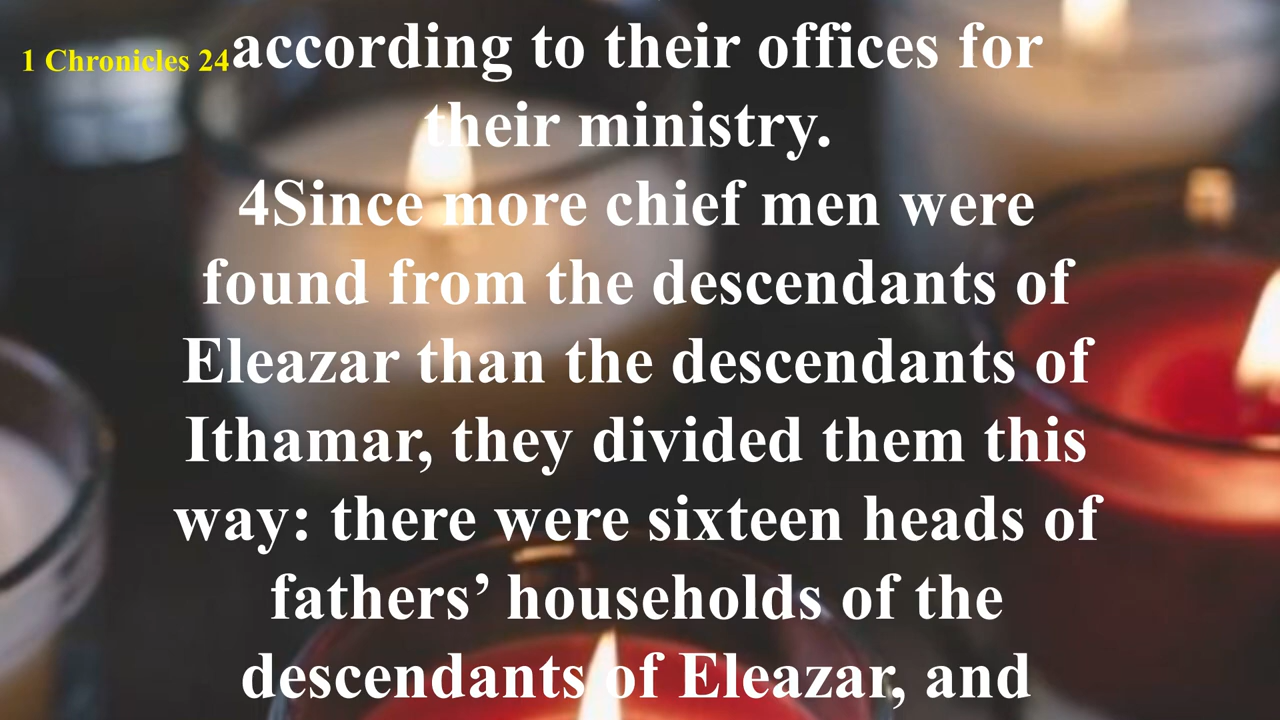 1 Chronicles 24
according to their offices for
their ministry.
4Since more chief men were
found from the descendants of
Eleazar than the descendants of
Ithamar, they divided them this
way: there were sixteen heads of
fathers’ households of the
descendants of Eleazar, and